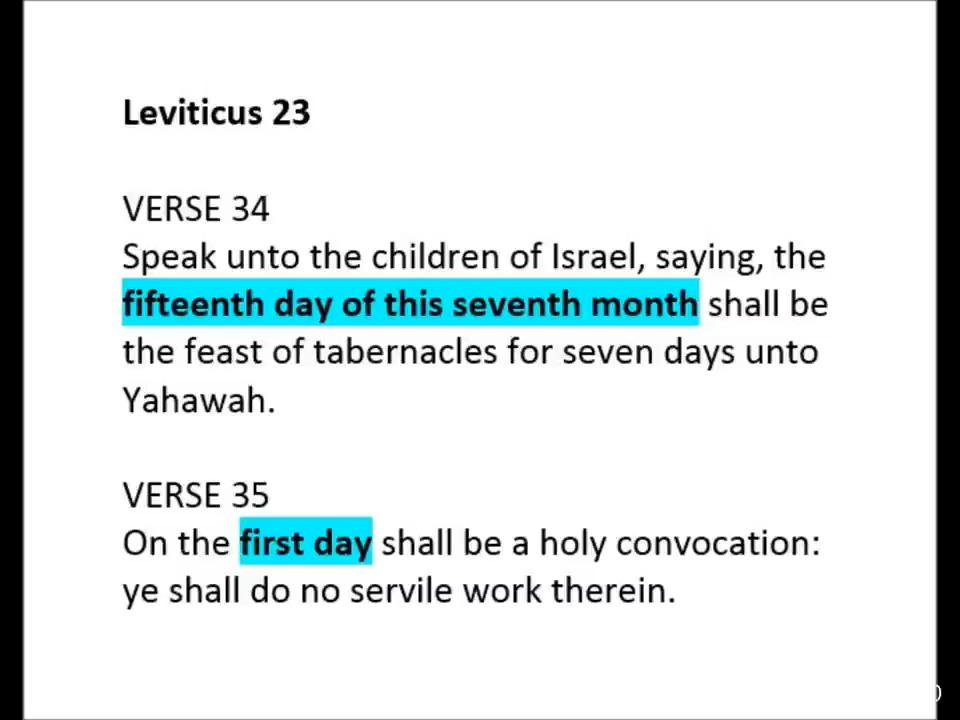 Leviticus 23
VERSE 34
Speak unto the children of Israel, saying, the
fifteenth day of this seventh month shall be
the feast of tabernacles for seven days unto
Yahawah.
VERSE 35
On the first day shall be a holy convocation:
ye shall do no servile work therein.